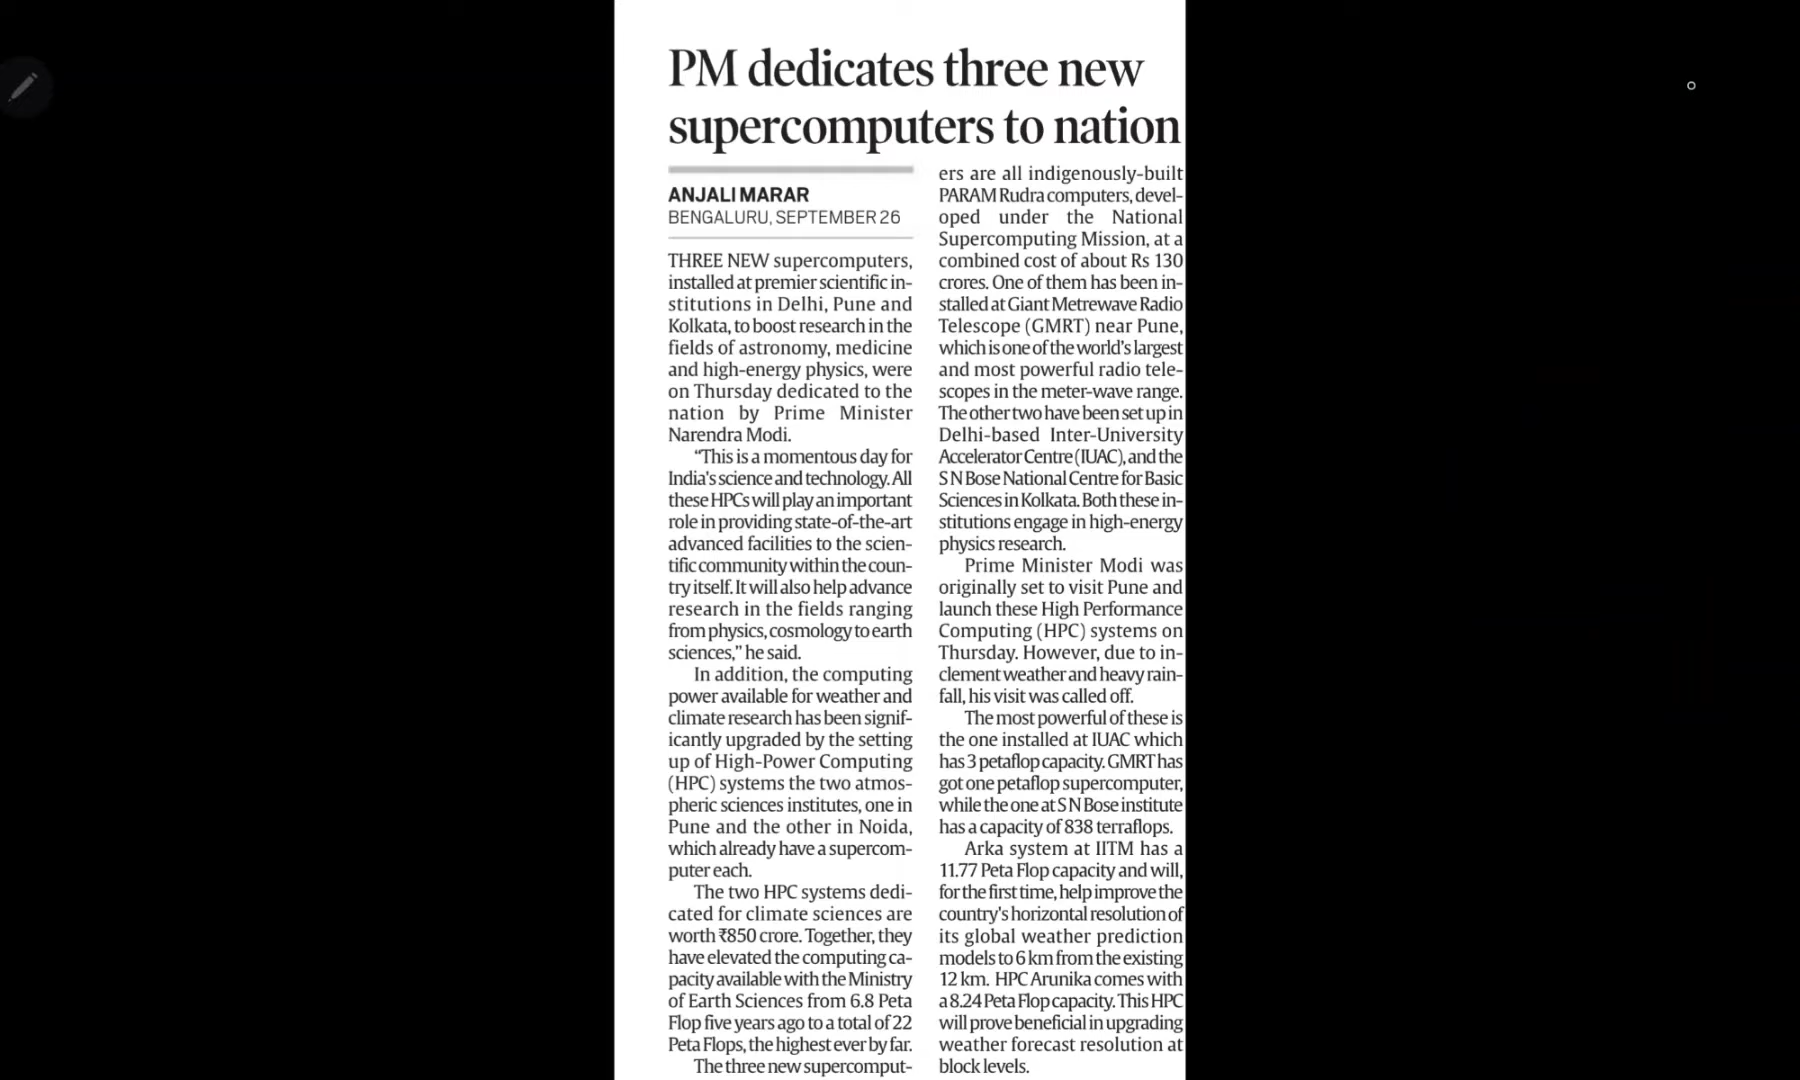 PM dedicates three new
supercomputers to nation
ANJALI MARAR
BENGALURU, SEPTEMBER 26
THREE NEW supercomputers,
installed at premier scientific in-
stitutions in Delhi, Pune and
Kolkata, to boost research in the
fields of astronomy, medicine
and high-energy physics, were
on Thursday dedicated to the
nation by Prime Minister
Narendra Modi.
“This is a momentous day for
India's science and technology. All
these HPCs will play an important
role in providing state-of-the-art
advanced facilities to the scien-
tific community within the coun-
try itself. It will also help advance
research in the fields ranging
from physics, cosmology to earth
sciences,” he said.
In addition, the computing
power available for weather and
climate research has been signif-
icantly upgraded by the setting
up of High-Power Computing
(HPC) systems the two atmos-
pheric sciences institutes, one in
Pune and the other in Noida,
which already have a supercom-
puter each.
The two HPC systems dedi-
cated for climate sciences are
worth ₹850 crore. Together, they
have elevated the computing ca-
pacity available with the Ministry
of Earth Sciences from 6.8 Peta
Flop five years ago to a total of 22
Peta Flops, the highest ever by far.
The three new supercomput-
ers are all indigenously-built
PARAM Rudra computers, devel-
oped under the National
Supercomputing Mission, at a
combined cost of about Rs 130
crores. One of them has been in-
stalled at Giant Metrewave Radio
Telescope (GMRT) near Pune,
which is one of the world’s largest
and most powerful radio tele-
scopes in the meter-wave range.
The other two have been set up in
Delhi-based Inter-University
Accelerator Centre (IUAC), and the
S N Bose National Centre for Basic
Sciences in Kolkata. Both these in-
stitutions engage in high-energy
physics research.
Prime Minister Modi was
originally set to visit Pune and
launch these High Performance
Computing (HPC) systems on
Thursday. However, due to in-
clement weather and heavy rain-
fall, his visit was called off.
The most powerful of these is
the one installed at IUAC which
has 3 petaflop capacity. GMRT has
got one petaflop supercomputer,
while the one at S N Bose institute
has a capacity of 838 terraflops.
Arka system at IITM has a
11.77 Peta Flop capacity and will,
for the first time, help improve the
country's horizontal resolution of
its global weather prediction
models to 6 km from the existing
12 km. HPC Arunika comes with
a 8.24 Peta Flop capacity. This HPC
will prove beneficial in upgrading
weather forecast resolution at
block levels.